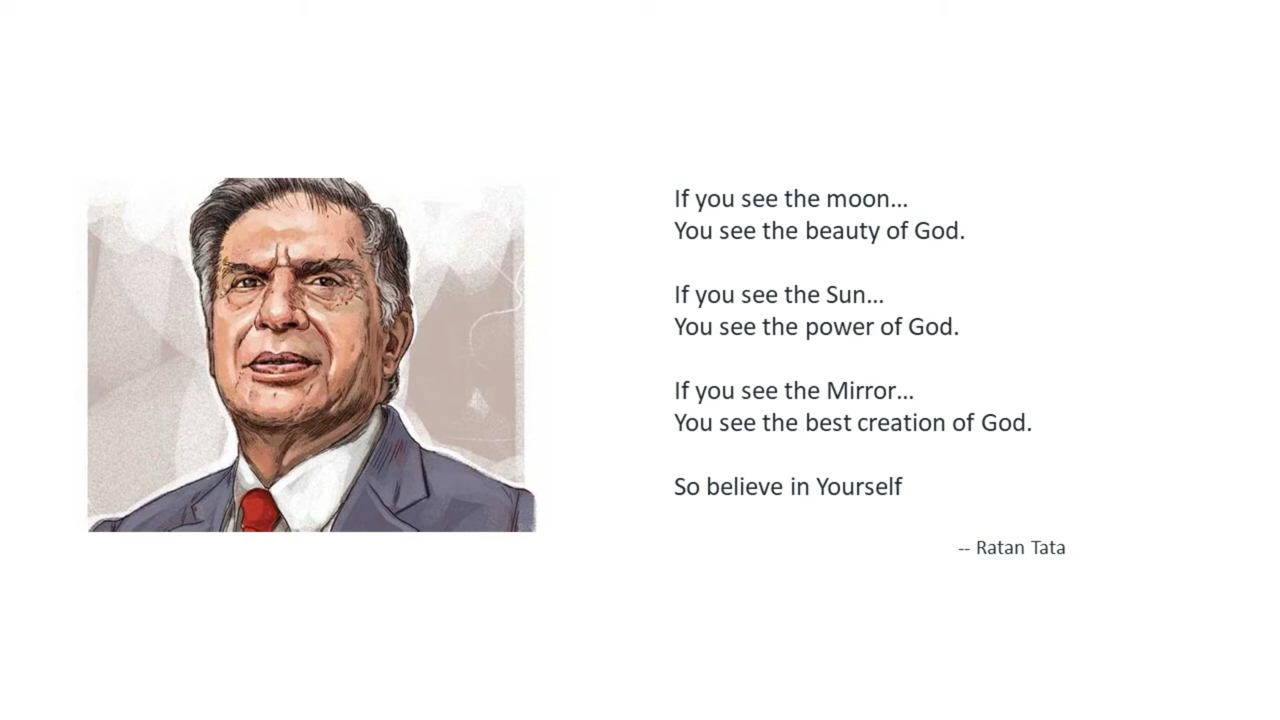 If you see the moon...
You see the beauty of God.
If you see the Sun...
You see the power of God.
If you see the Mirror...
You see the best creation of God.
So believe in Yourself
-- Ratan Tata